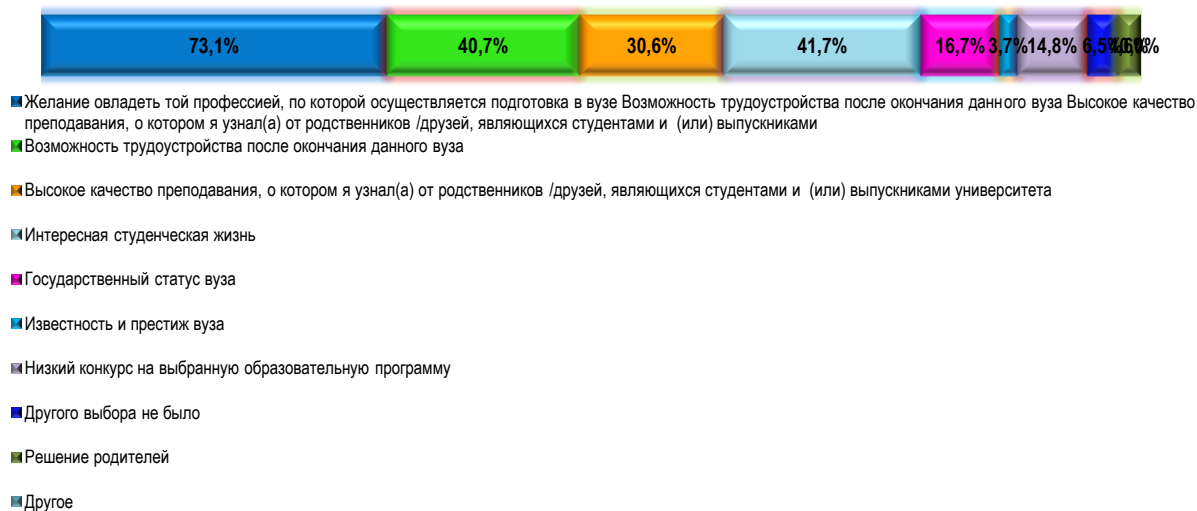 73,1% 40,7% 30,6% 41,7% 16,7% 3,7% 14,8% 6,5%
Желание овладеть той профессией, по которой осуществляется подготовка в вузе Возможность трудоустройства после окончания данного вуза Высокое качество
преподавания, о котором я узнал(а) от родственников /друзей, являющихся студентами и (или) выпускниками
Возможность трудоустройства после окончания данного вуза
Высокое качество преподавания, о котором я узнал(а) от родственников /друзей, являющихся студентами и (или) выпускниками университета
Интересная студенческая жизнь
Государственный статус вуза
Известность и престиж вуза
Низкий конкурс на выбранную образовательную программу
Другого выбора не было
Решение родителей
Другое